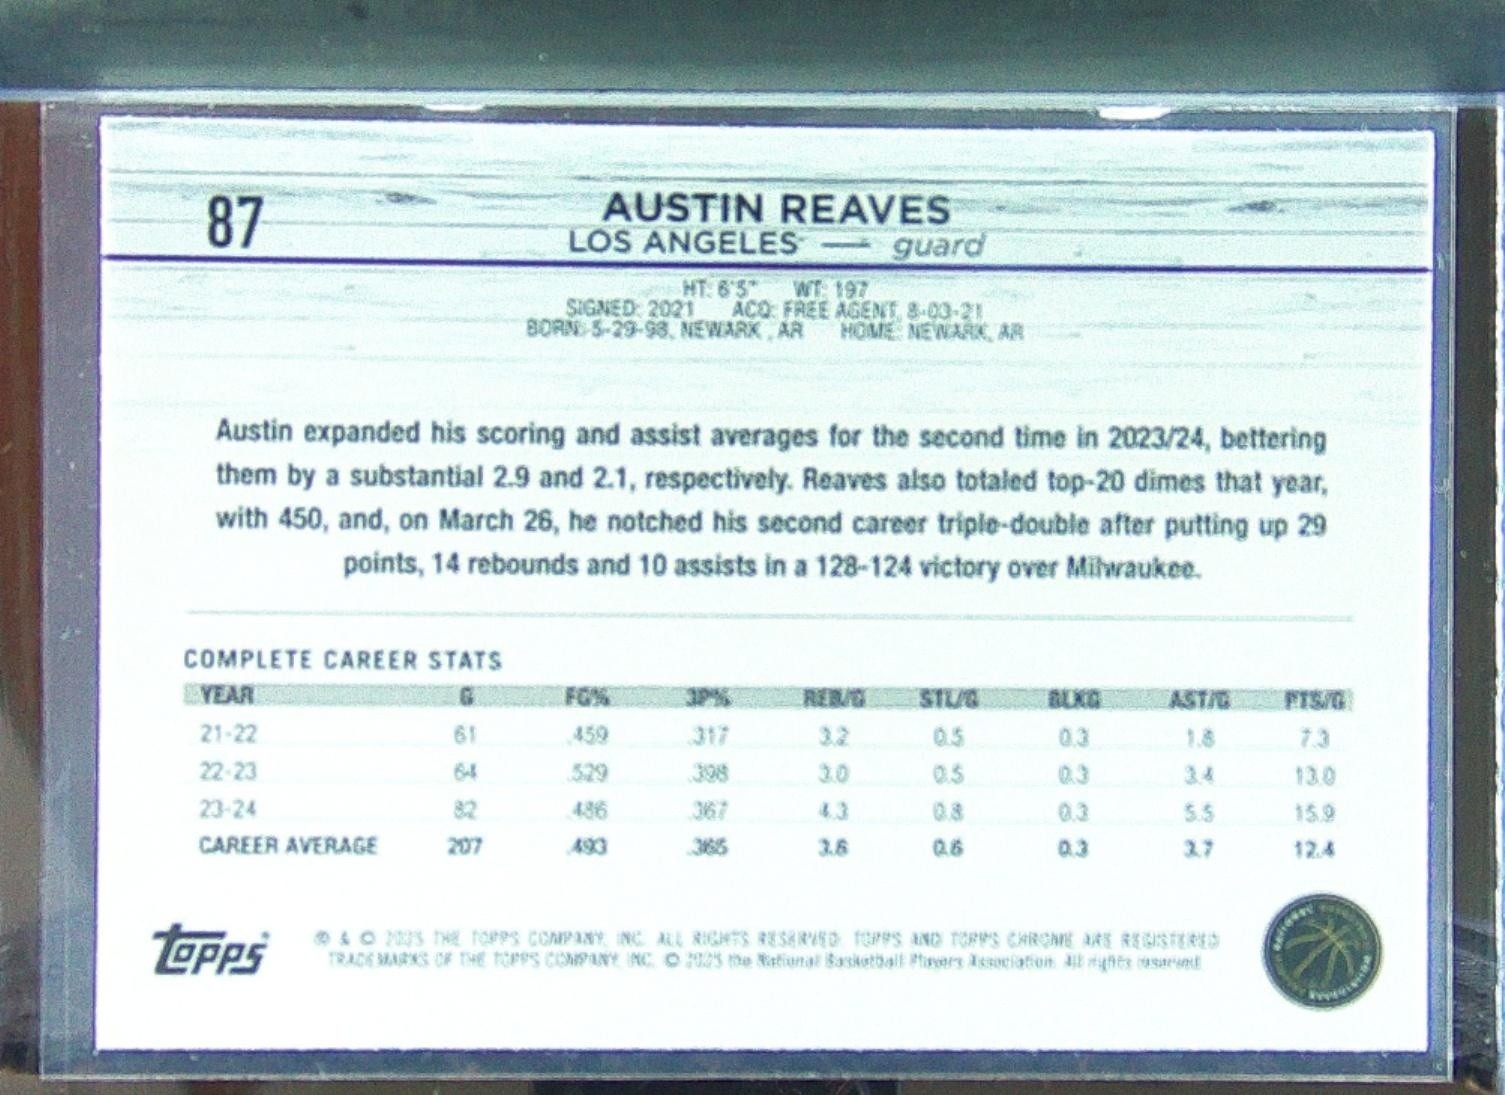 87
AUSTIN REAVES
LOS ANGELES — guard
HT: 6'5" WT: 197
SIGNED: 2021 ACQ: FREE AGENT, 8-03-21
BORN: 5-29-98, NEWARK, AR HOME: NEWARK, AR
Austin expanded his scoring and assist averages for the second time in 2023/24, bettering
them by a substantial 2.9 and 2.1, respectively. Reaves also totaled top-20 dimes that year,
with 450, and, on March 26, he notched his second career triple-double after putting up 29
points, 14 rebounds and 10 assists in a 128-124 victory over Milwaukee.
COMPLETE CAREER STATS
YEAR G FG% 3P% REB/G STL/G BLKG AST/G PTS/G
21-22 61 .459 .317 3.2 0.5 0.3 1.8 7.3
22-23 64 .529 .398 3.0 0.5 0.3 3.4 13.0
23-24 82 .486 .367 4.3 0.8 0.3 5.5 15.9
CAREER AVERAGE 207 .493 .365 3.6 0.6 0.3 3.7 12.4
topps
® & © 2025 THE TOPPS COMPANY, INC. ALL RIGHTS RESERVED. TOPPS AND TOPPS CHROME ARE REGISTERED
TRADEMARKS OF THE TOPPS COMPANY, INC. © 2025 the National Basketball Players Association. All rights reserved.